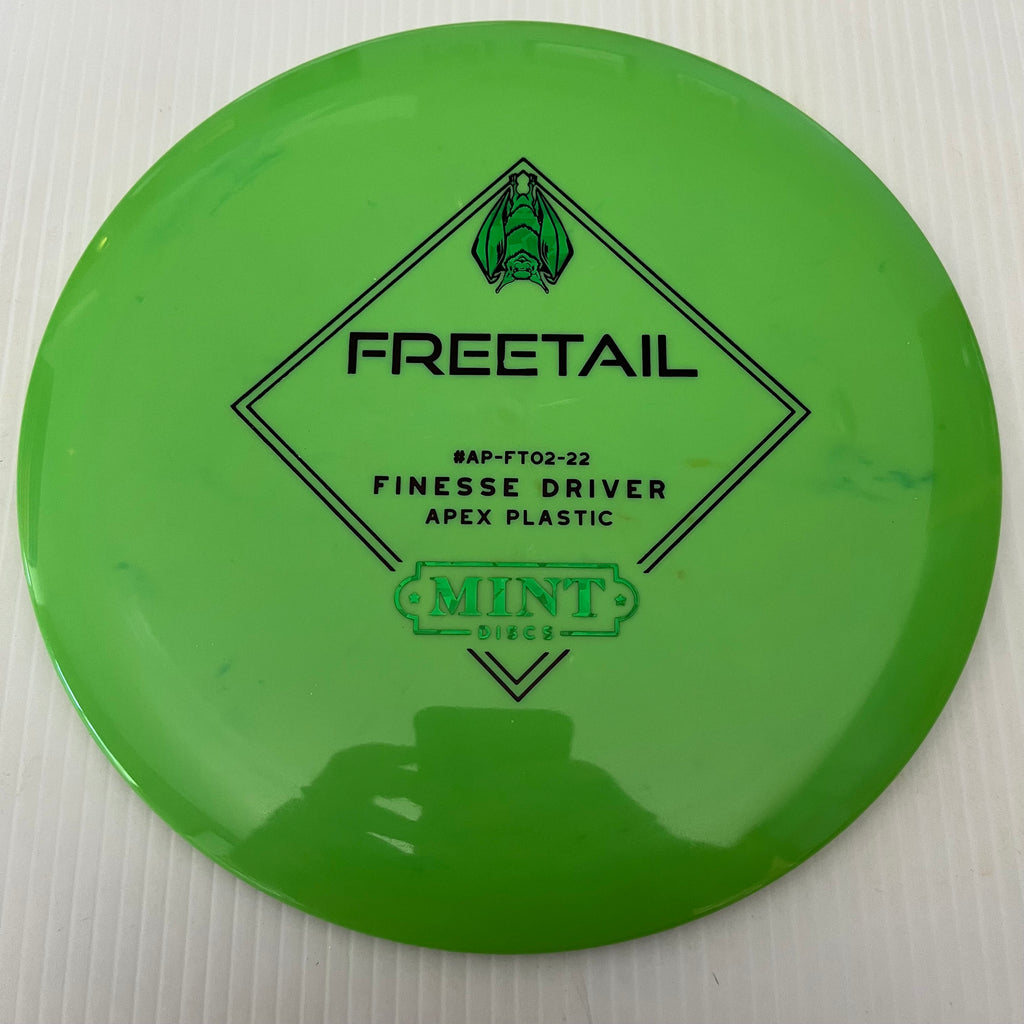 FREETAIL
#AP-FT02-22
FINESSE DRIVER
APEX PLASTIC
MINT
DISCS